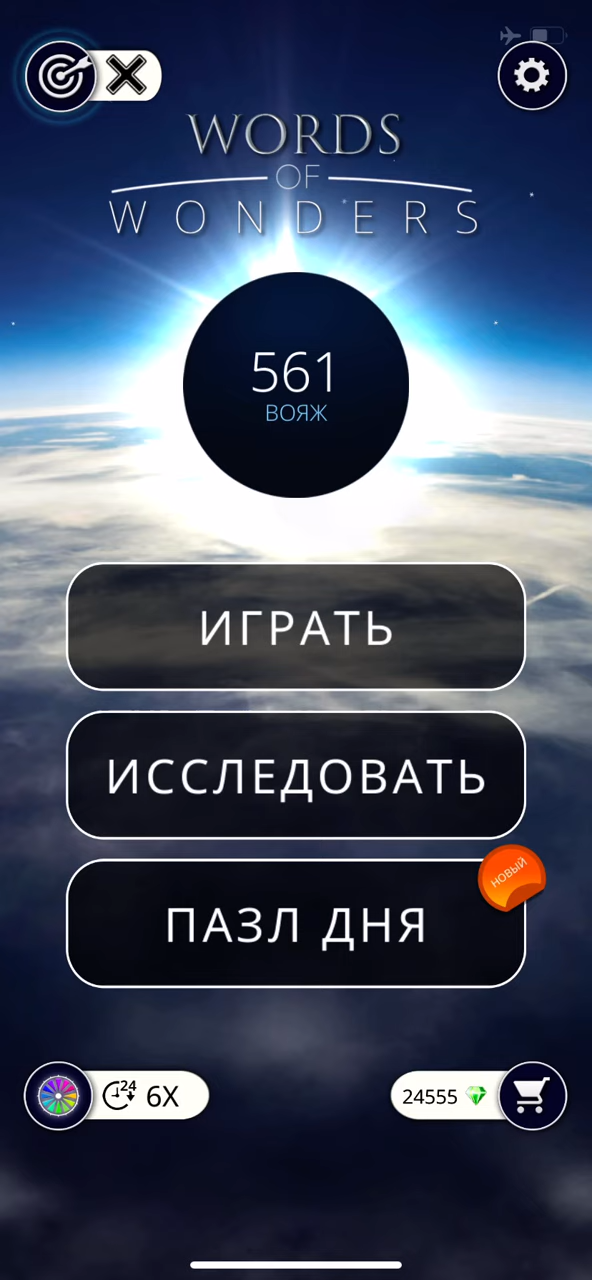 WORDS
OF
WONDERS
561
ВОЯЖ
ИГРАТЬ
ИССЛЕДОВАТЬ
НОВЫЙ
ПАЗЛ ДНЯ
24 6X
24555